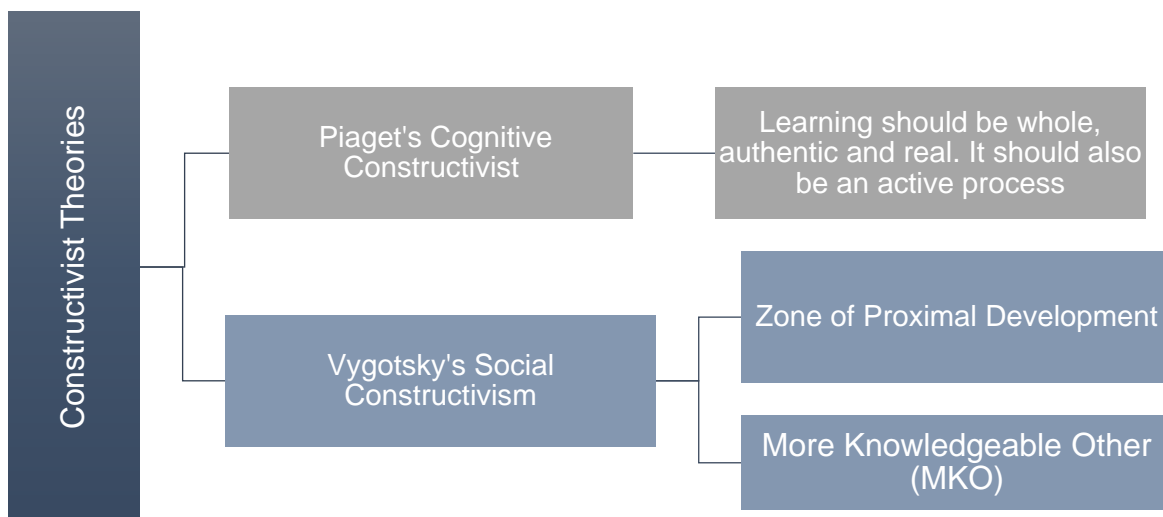 Constructivist Theories
Piaget's Cognitive
Constructivist
Learning should be whole,
authentic and real. It should also
be an active process
Vygotsky's Social
Constructivism
Zone of Proximal Development
More Knowledgeable Other
(MKO)